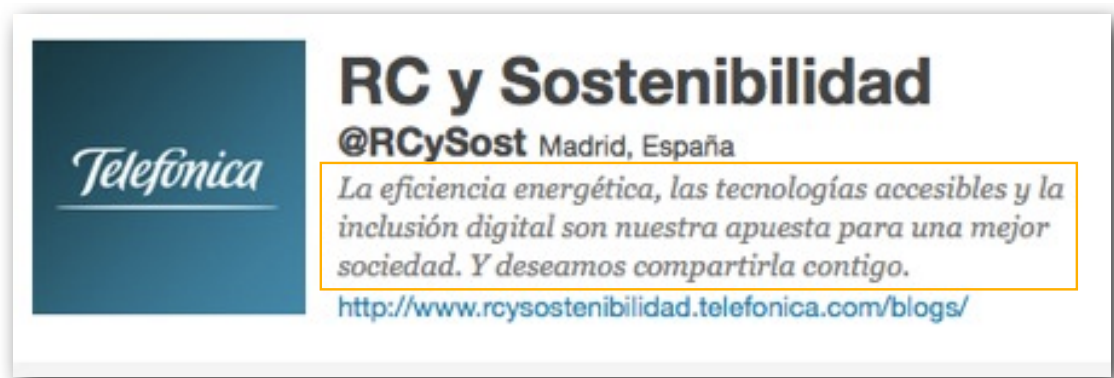 Telefónica
RC y Sostenibilidad
@RCySost Madrid, España
La eficiencia energética, las tecnologías accesibles y la
inclusión digital son nuestra apuesta para una mejor
sociedad. Y deseamos compartirla contigo.
http://www.rcysostenibilidad.telefonica.com/blogs/